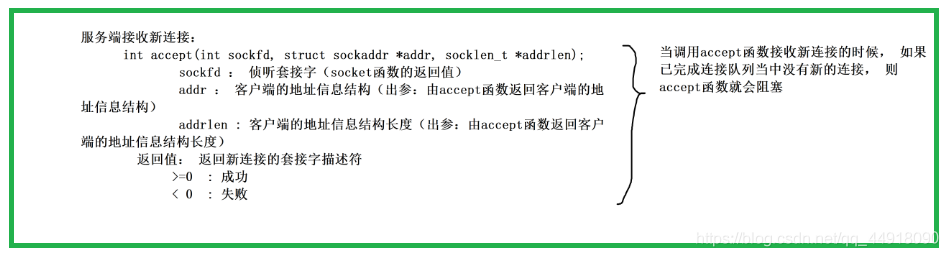 服务端接收新连接：
int accept(int sockfd, struct sockaddr *addr, socklen_t *addrlen);
sockfd ： 侦听套接字（socket函数的返回值）
addr ： 客户端的地址信息结构（出参：由accept函数返回客户端的地
址信息结构）
addrlen : 客户端的地址信息结构长度（出参：由accept函数返回客户
端的地址信息结构长度）
返回值： 返回新连接的套接字描述符
>=0 : 成功
< 0 : 失败
当调用accept函数接收新连接的时候， 如果
已完成连接队列当中没有新的连接， 则
accept函数就会阻塞
https://blog.csdn.net/qq_44918090